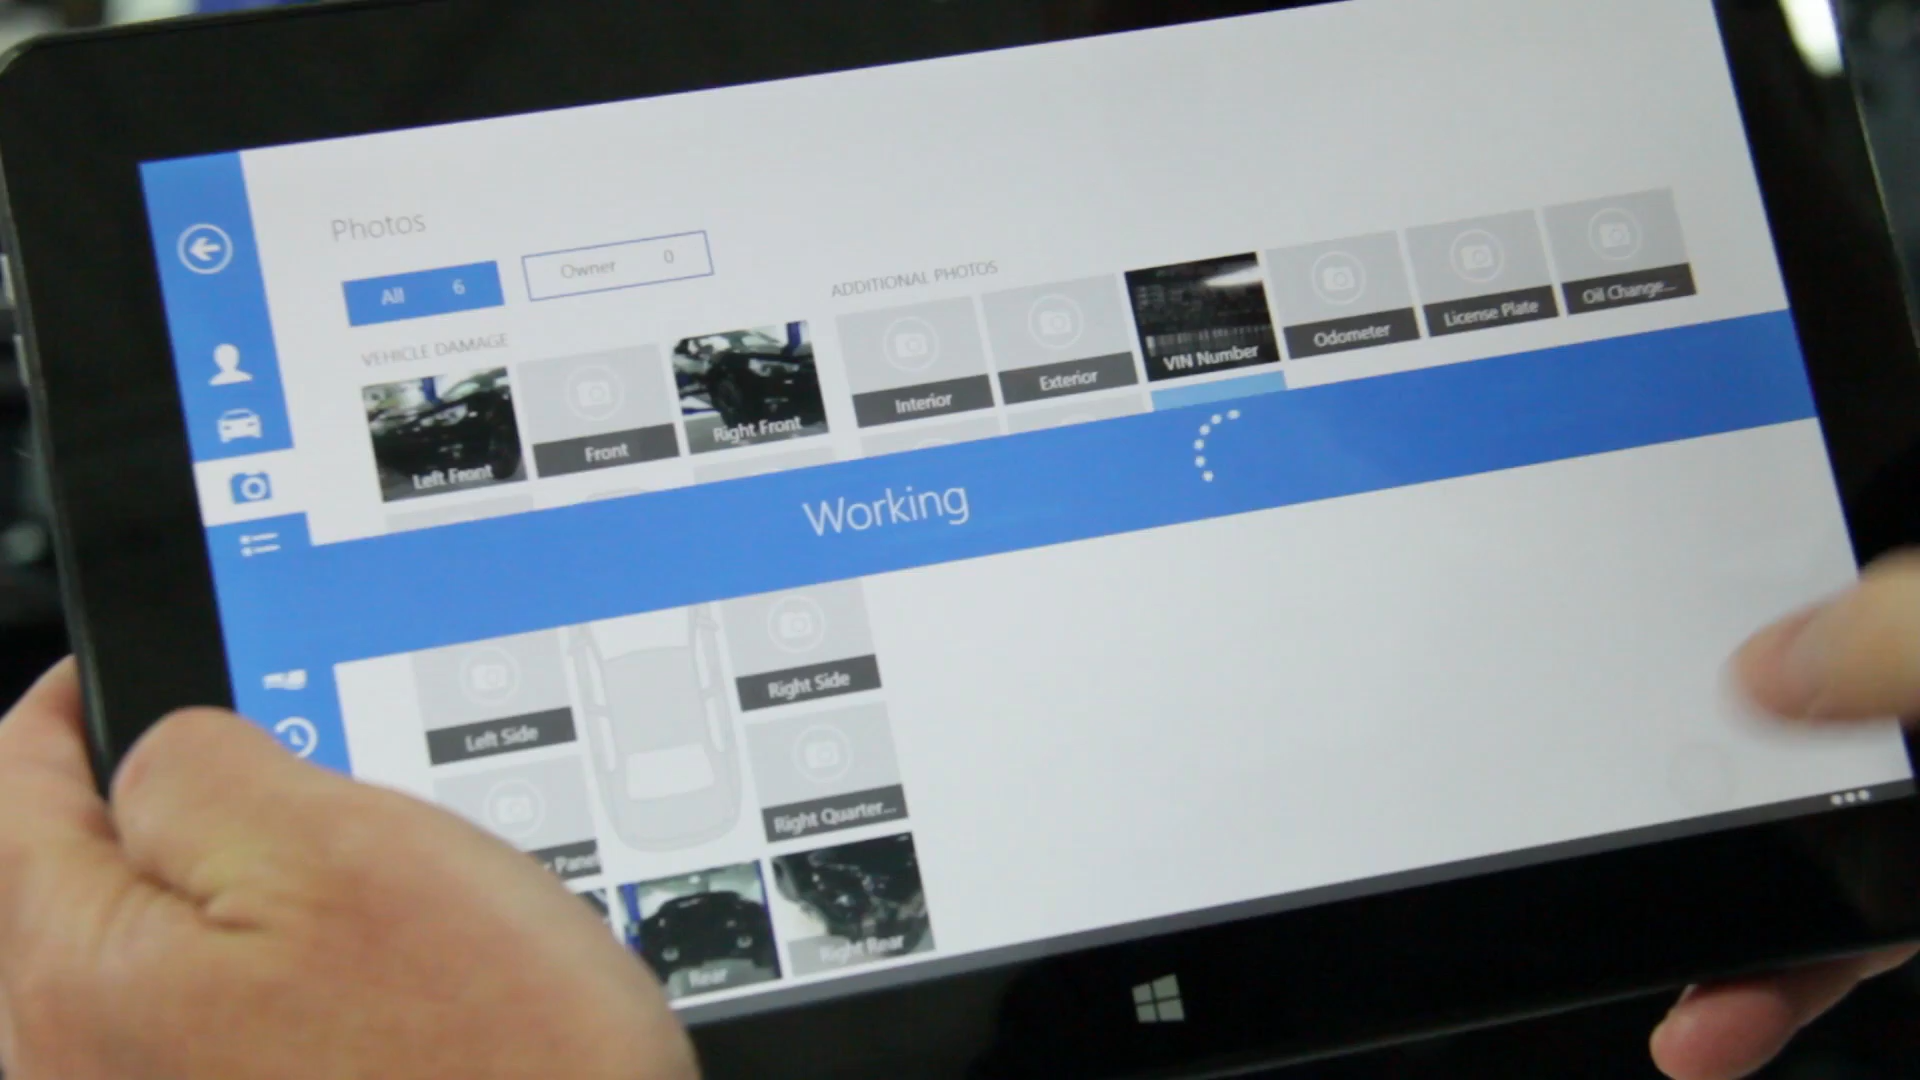 Photos
All 6
Owner 0
VEHICLE DAMAGE
ADDITIONAL PHOTOS
Left Front
Front
Right Front
Interior
Exterior
VIN Number
Odometer
License Plate
Oil Change...
Working
Left Side
Right Side
Right Quarter...
Rear
Right Rear